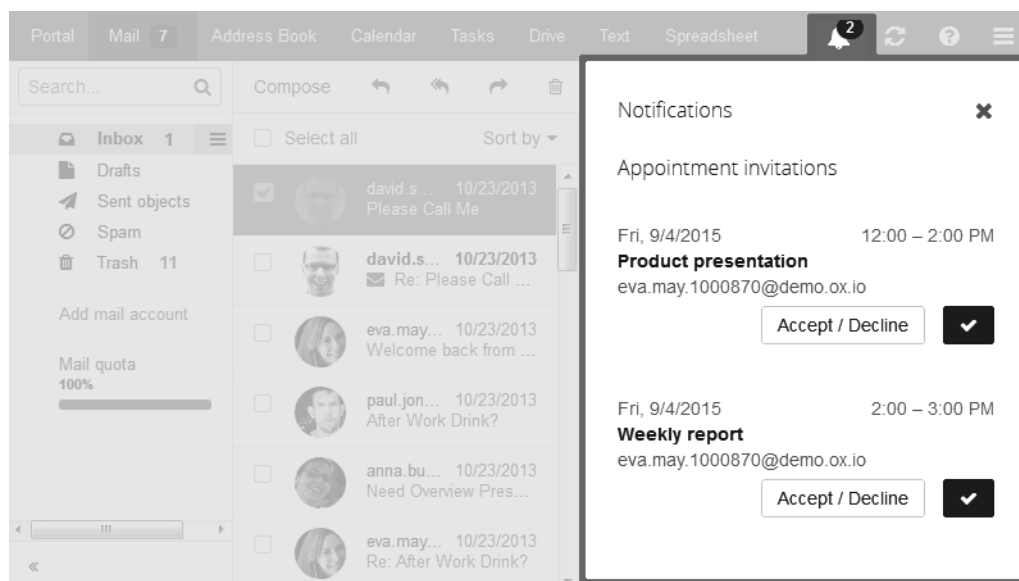 Portal Mail 7 Address Book Calendar Tasks Drive Text Spreadsheet 2
Search...
Inbox 1
Drafts
Sent objects
Spam
Trash 11
Add mail account
Mail quota
100%
Compose
Select all Sort by
david.s... 10/23/2013
Please Call Me
david.s... 10/23/2013
Re: Please Call ...
eva.may... 10/23/2013
Welcome back from ...
paul.jon... 10/23/2013
After Work Drink?
anna.bu... 10/23/2013
Need Overview Pres...
eva.may... 10/23/2013
Re: After Work Drink?
Notifications
Appointment invitations
Fri, 9/4/2015 12:00 – 2:00 PM
Product presentation
eva.may.1000870@demo.ox.io
Accept / Decline
Fri, 9/4/2015 2:00 – 3:00 PM
Weekly report
eva.may.1000870@demo.ox.io
Accept / Decline